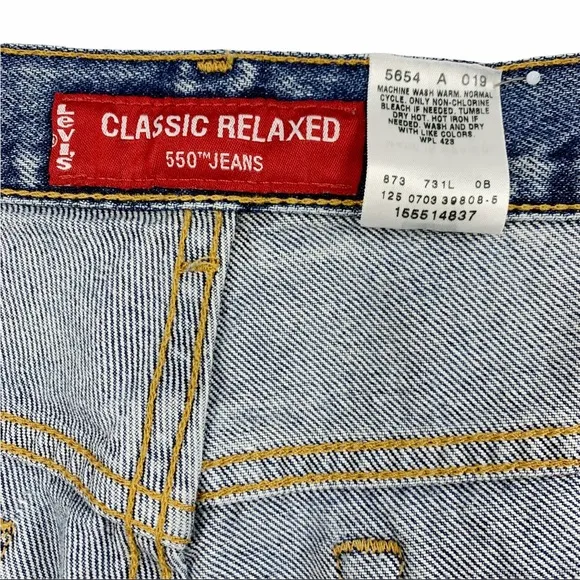 Levi's
®
CLASSIC RELAXED
550™JEANS
5654 A 019
MACHINE WASH WARM. NORMAL
CYCLE. ONLY NON-CHLORINE
BLEACH IF NEEDED. TUMBLE
DRY HOT. HOT IRON IF
NEEDED. WASH AND DRY
WITH LIKE COLORS.
WPL 423
873 731L 0B
125 0703 39808-5
155514837